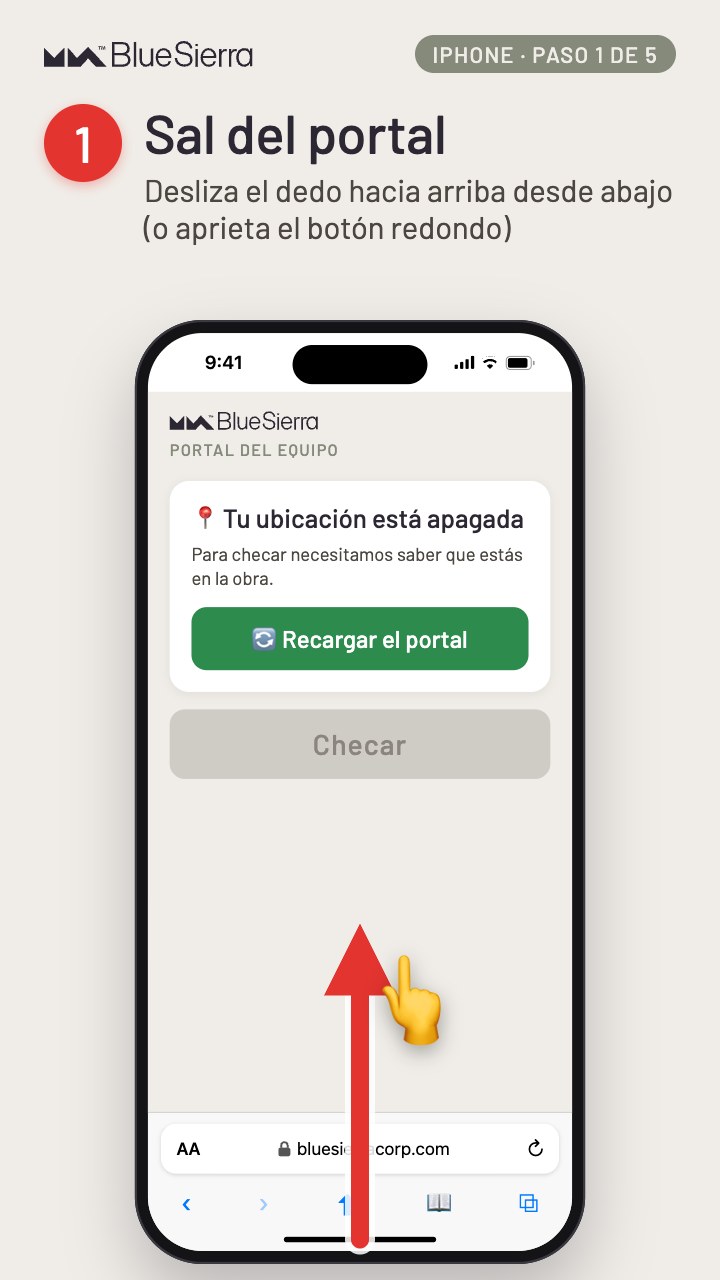 BlueSierra
IPHONE · PASO 1 DE 5
1
Sal del portal
Desliza el dedo hacia arriba desde abajo
(o aprieta el botón redondo)
9:41
BlueSierra
PORTAL DEL EQUIPO
Tu ubicación está apagada
Para checar necesitamos saber que estás
en la obra.
Recargar el portal
Checar
AA